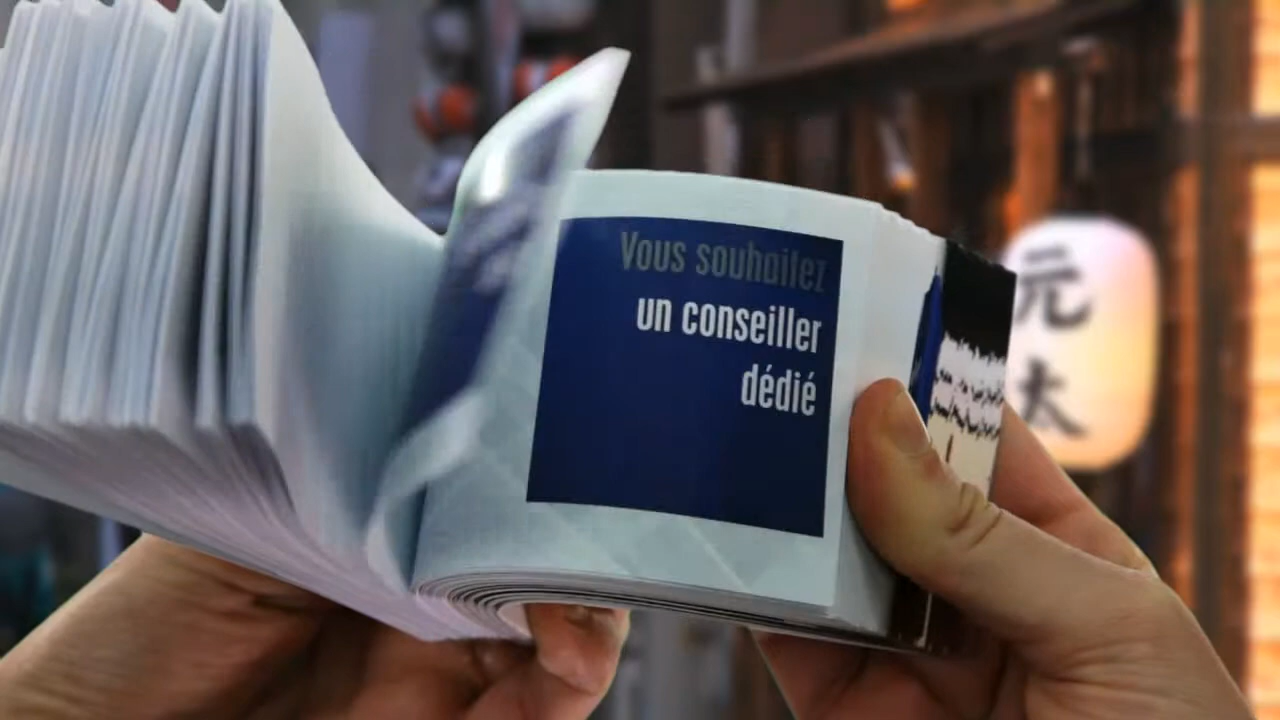 Vous souhaitez
un conseiller
dédié
元
太